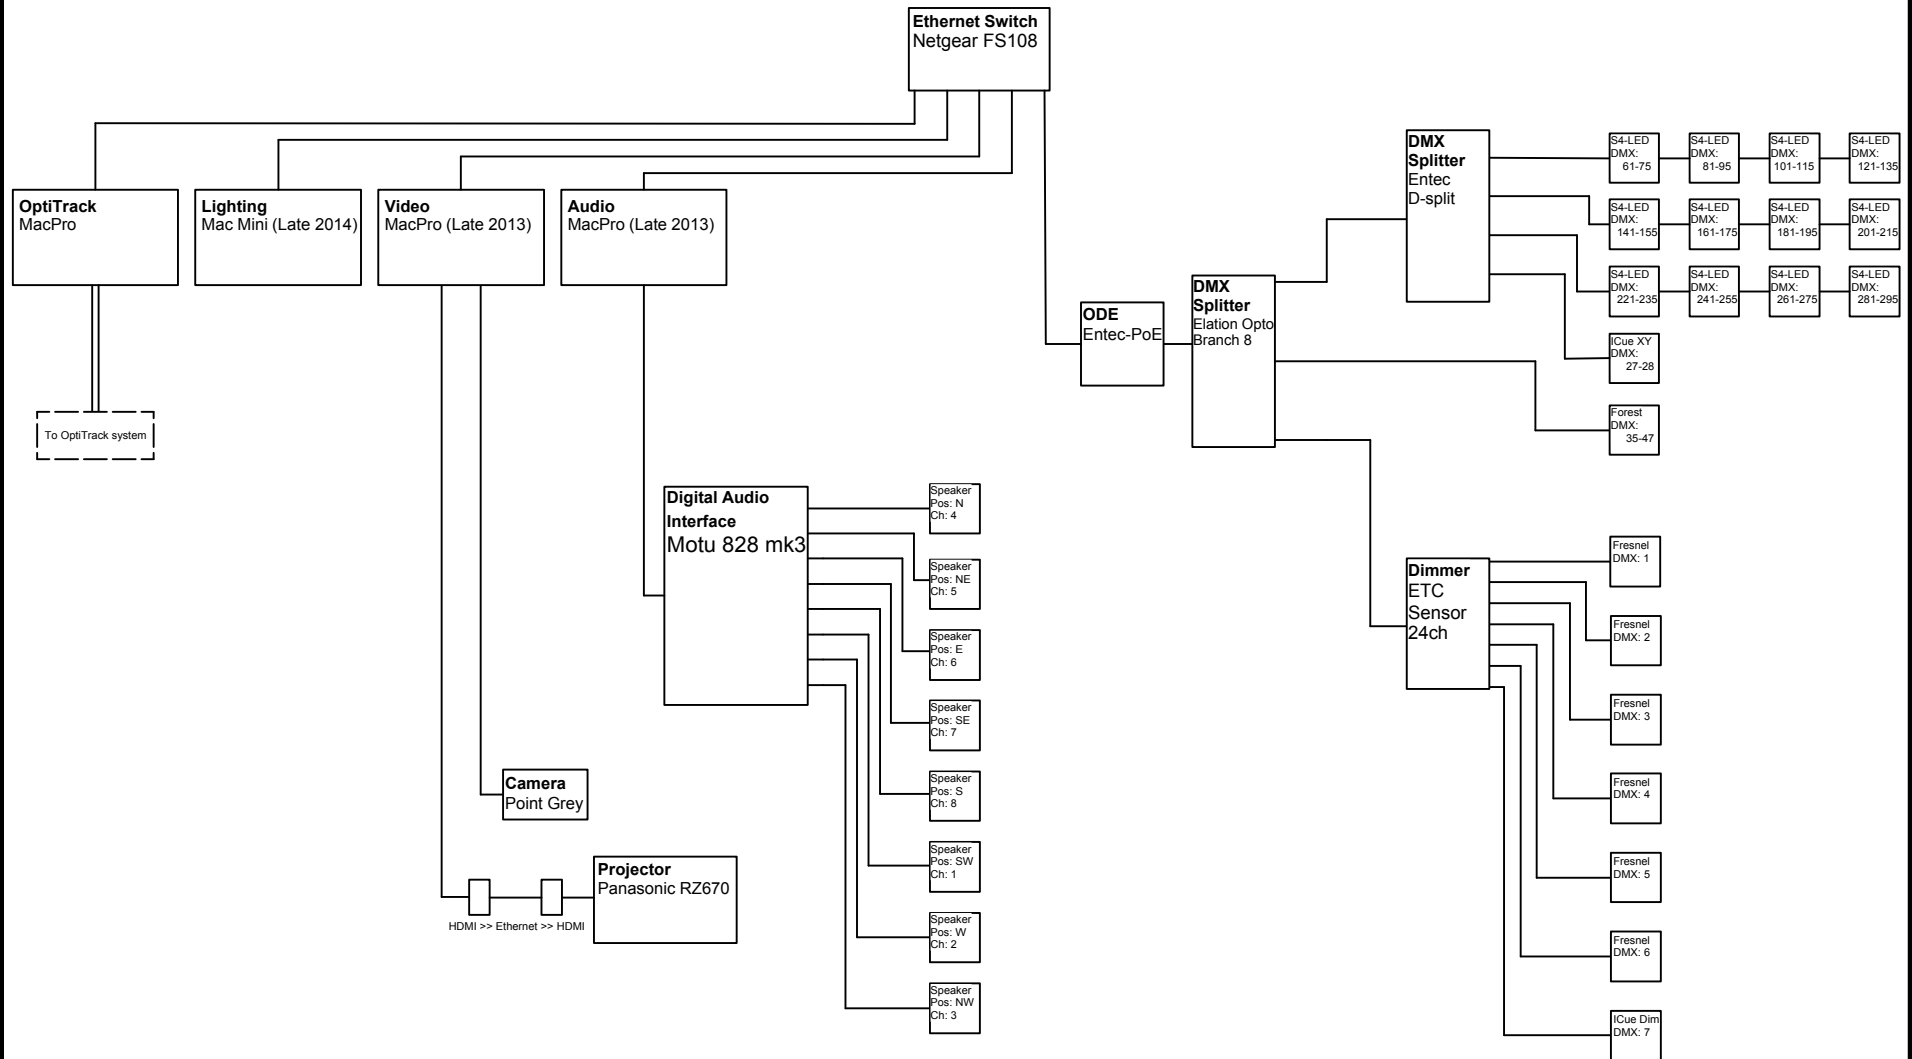 Ethernet Switch
Netgear FS108
OptiTrack
MacPro
Lighting
Mac Mini (Late 2014)
Video
MacPro (Late 2013)
Audio
MacPro (Late 2013)
To OptiTrack system
Digital Audio
Interface
Motu 828 mk3
Camera
Point Grey
Projector
Panasonic RZ670
HDMI >> Ethernet >> HDMI
Speaker
Pos: N
Ch: 4
Speaker
Pos: NE
Ch: 5
Speaker
Pos: E
Ch: 6
Speaker
Pos: SE
Ch: 7
Speaker
Pos: S
Ch: 8
Speaker
Pos: SW
Ch: 1
Speaker
Pos: W
Ch: 2
Speaker
Pos: NW
Ch: 3
ODE
Entec-PoE
DMX
Splitter
Elation Opto
Branch 8
DMX
Splitter
Entec
D-split
S4-LED
DMX:
61-75
S4-LED
DMX:
81-95
S4-LED
DMX:
101-115
S4-LED
DMX:
121-135
S4-LED
DMX:
141-155
S4-LED
DMX:
161-175
S4-LED
DMX:
181-195
S4-LED
DMX:
201-215
S4-LED
DMX:
221-235
S4-LED
DMX:
241-255
S4-LED
DMX:
261-275
S4-LED
DMX:
281-295
ICue XY
DMX:
27-28
Forest
DMX:
35-47
Dimmer
ETC
Sensor
24ch
Fresnel
DMX: 1
Fresnel
DMX: 2
Fresnel
DMX: 3
Fresnel
DMX: 4
Fresnel
DMX: 5
Fresnel
DMX: 6
ICue Dim
DMX: 7